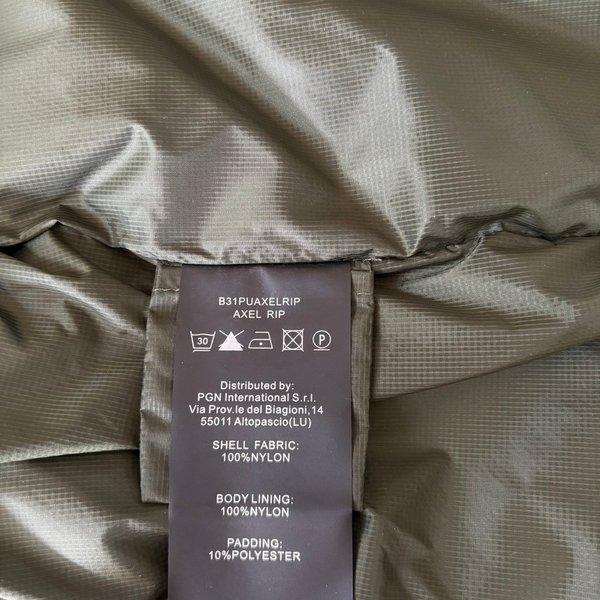 B31PUAXELRIP
AXEL RIP
30 P
Distributed by:
PGN International S.r.l.
Via Prov.le del Biagioni,14
55011 Altopascio(LU)
SHELL FABRIC:
100%NYLON
BODY LINING:
100%NYLON
PADDING:
10%POLYESTER